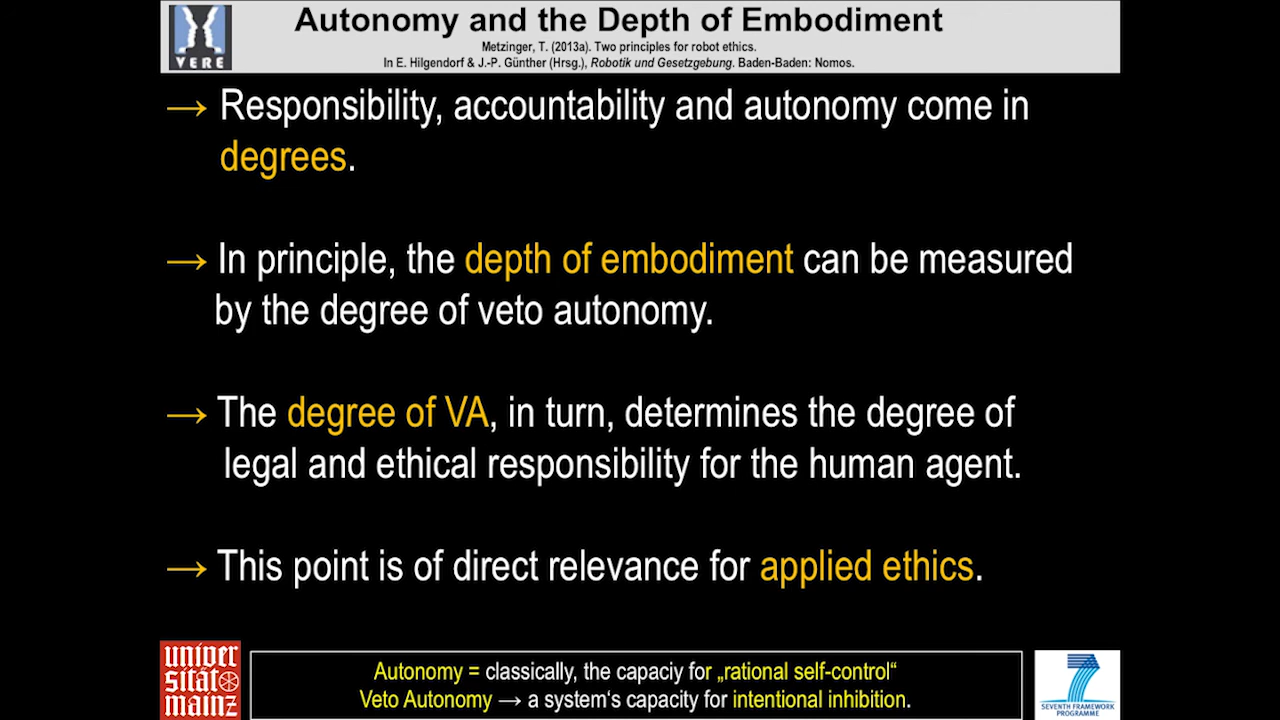 Autonomy and the Depth of Embodiment
Metzinger, T. (2013a). Two principles for robot ethics.
In E. Hilgendorf & J.-P. Günther (Hrsg.), Robotik und Gesetzgebung. Baden-Baden: Nomos.
VERE
→ Responsibility, accountability and autonomy come in
degrees.
→ In principle, the depth of embodiment can be measured
by the degree of veto autonomy.
→ The degree of VA, in turn, determines the degree of
legal and ethical responsibility for the human agent.
→ This point is of direct relevance for applied ethics.
univer
sität
mainz
Autonomy = classically, the capaciy for „rational self-control“
Veto Autonomy → a system‘s capacity for intentional inhibition.
7
SEVENTH FRAMEWORK
PROGRAMME